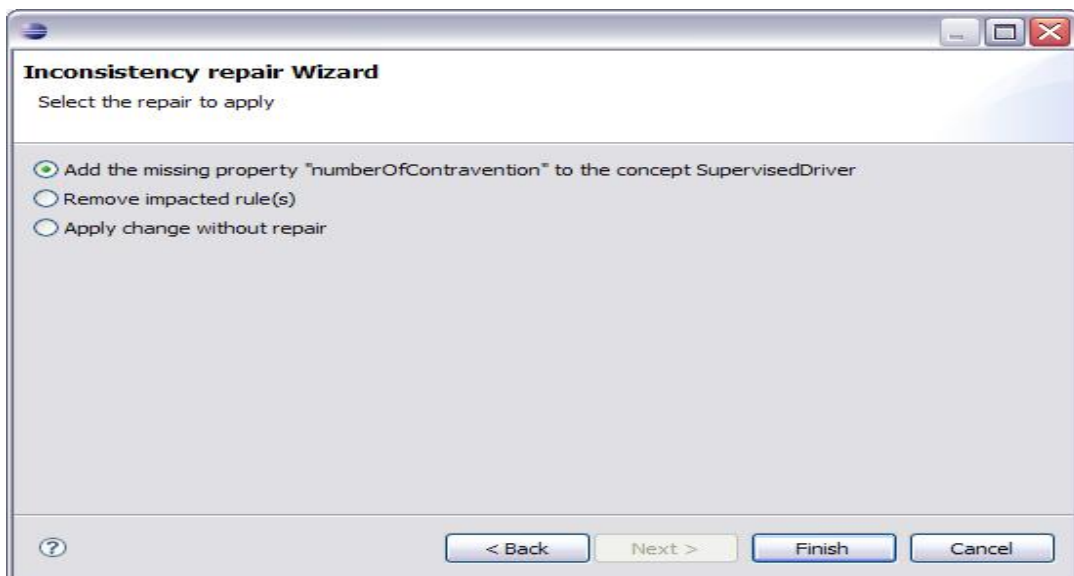 Inconsistency repair Wizard
Select the repair to apply
Add the missing property "numberOfContravention" to the concept SupervisedDriver
Remove impacted rule(s)
Apply change without repair
?
< Back Next > Finish Cancel